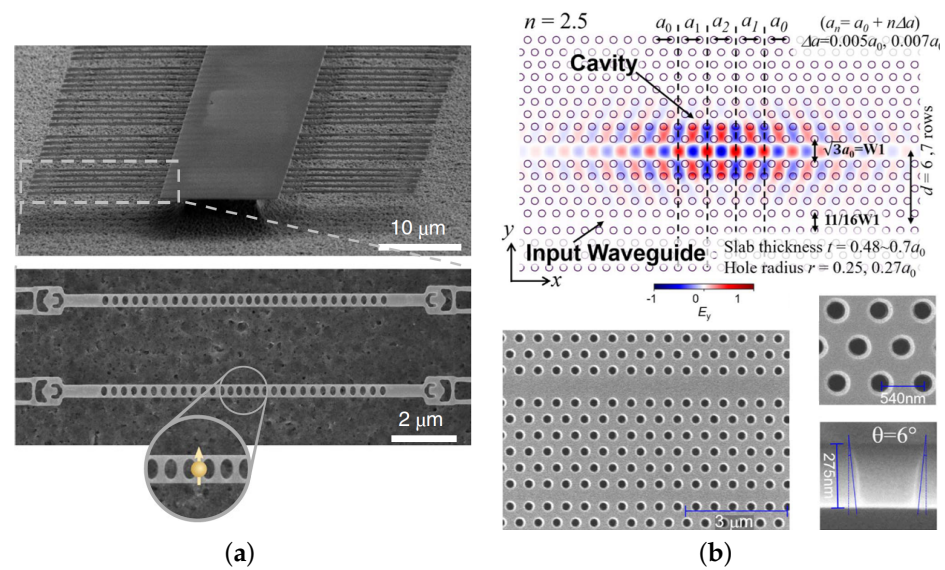 10 μm
2 μm
(a)
n = 2.5
a₀ a₁ a₂ a₁ a₀
(aₙ= a₀ + nΔa)
Δa=0.005a₀, 0.007a₀
Cavity
√3a₀=W1
d = 6 ,7 rows
11/16W1
y
x
Input Waveguide
Slab thickness t = 0.48~0.7a₀
Hole radius r = 0.25, 0.27a₀
-1 0 1
Eᵧ
3 μm
540nm
θ=6°
275nm
(b)